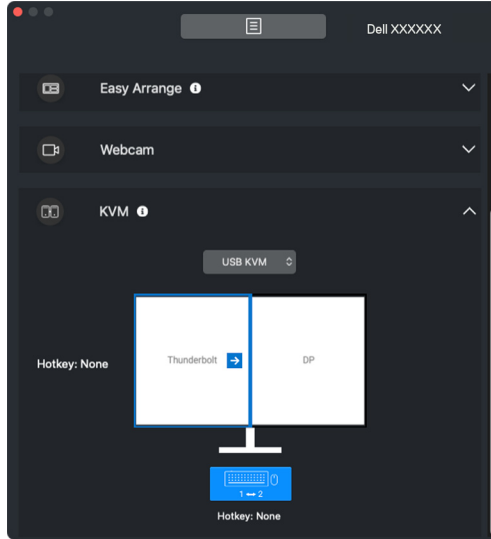 Dell XXXXXX
Easy Arrange
Webcam
KVM
USB KVM
Hotkey: None
Thunderbolt
DP
1 ↔ 2
Hotkey: None